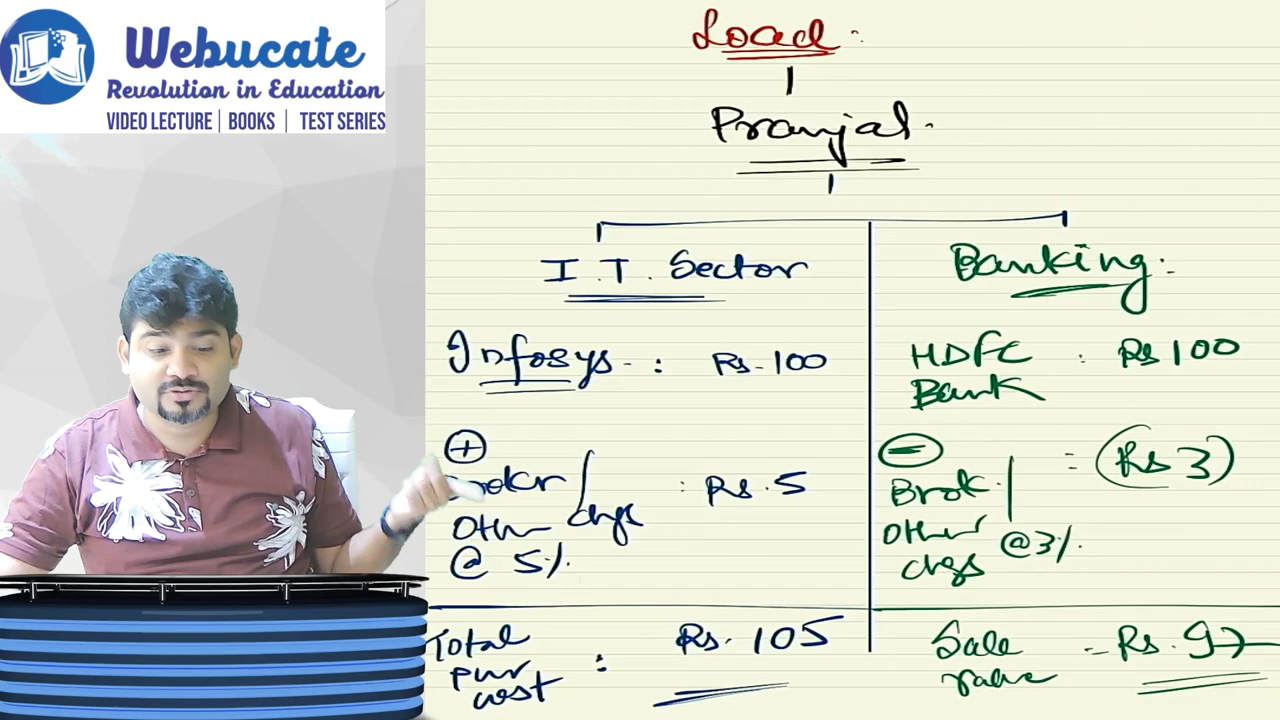 Webucate
Revolution in Education
VIDEO LECTURE | BOOKS | TEST SERIES
Load:
Pranjal.
I.T. Sector
Infosys - : Rs. 100
+
Other chgs : Rs. 5
@ 5%.
Total
pur
cost : Rs. 105
Banking:
HDFC : Rs 100
Bank
- = Rs 3
Brok.
Other @3%.
chgs
Sale = Rs. 97
value